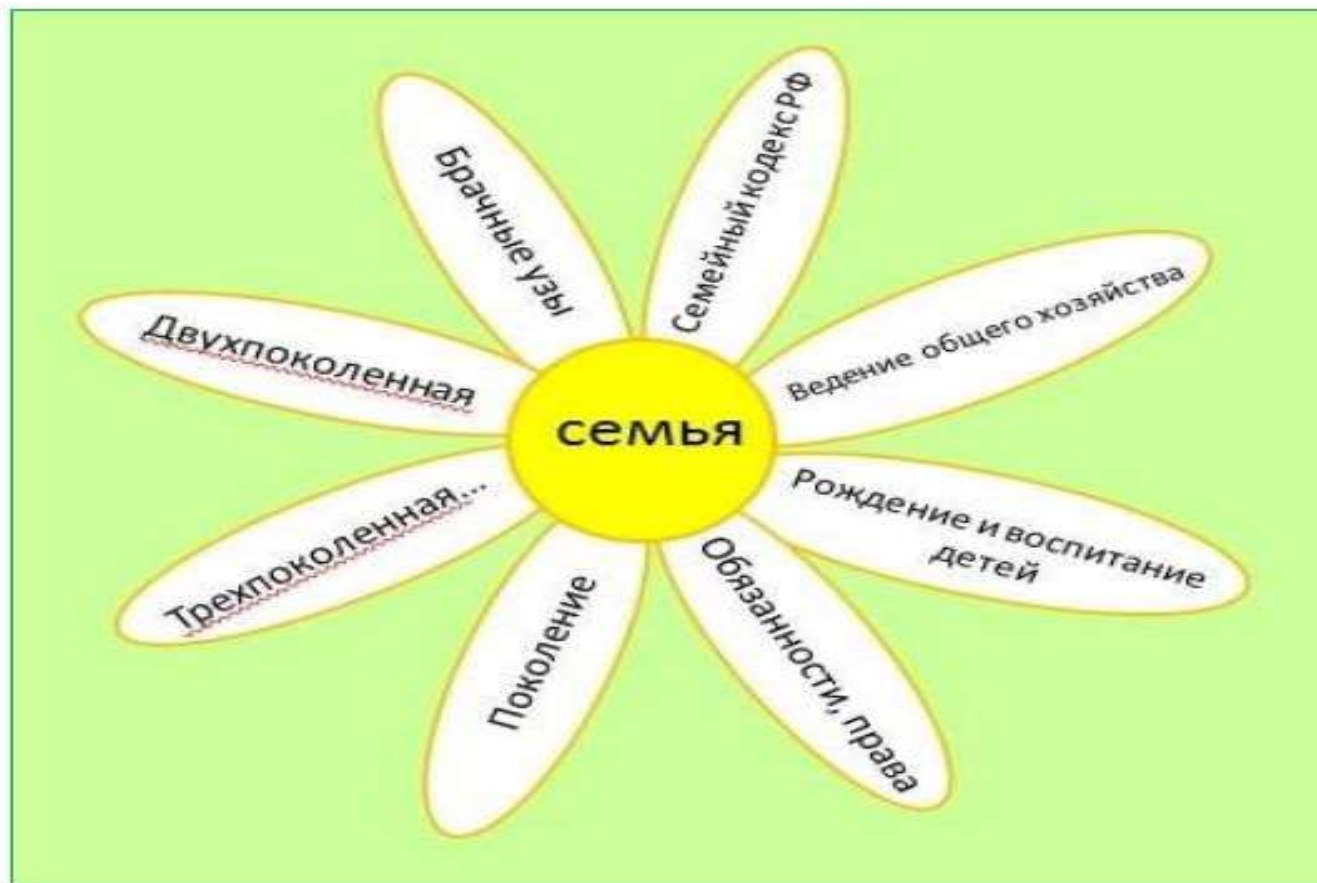 семья
Семейный кодекс РФ
Ведение общего хозяйства
Рождение и воспитание
детей
Обязанности, права
Поколение
Трехпоколенная...
Двухпоколенная
Брачные узы